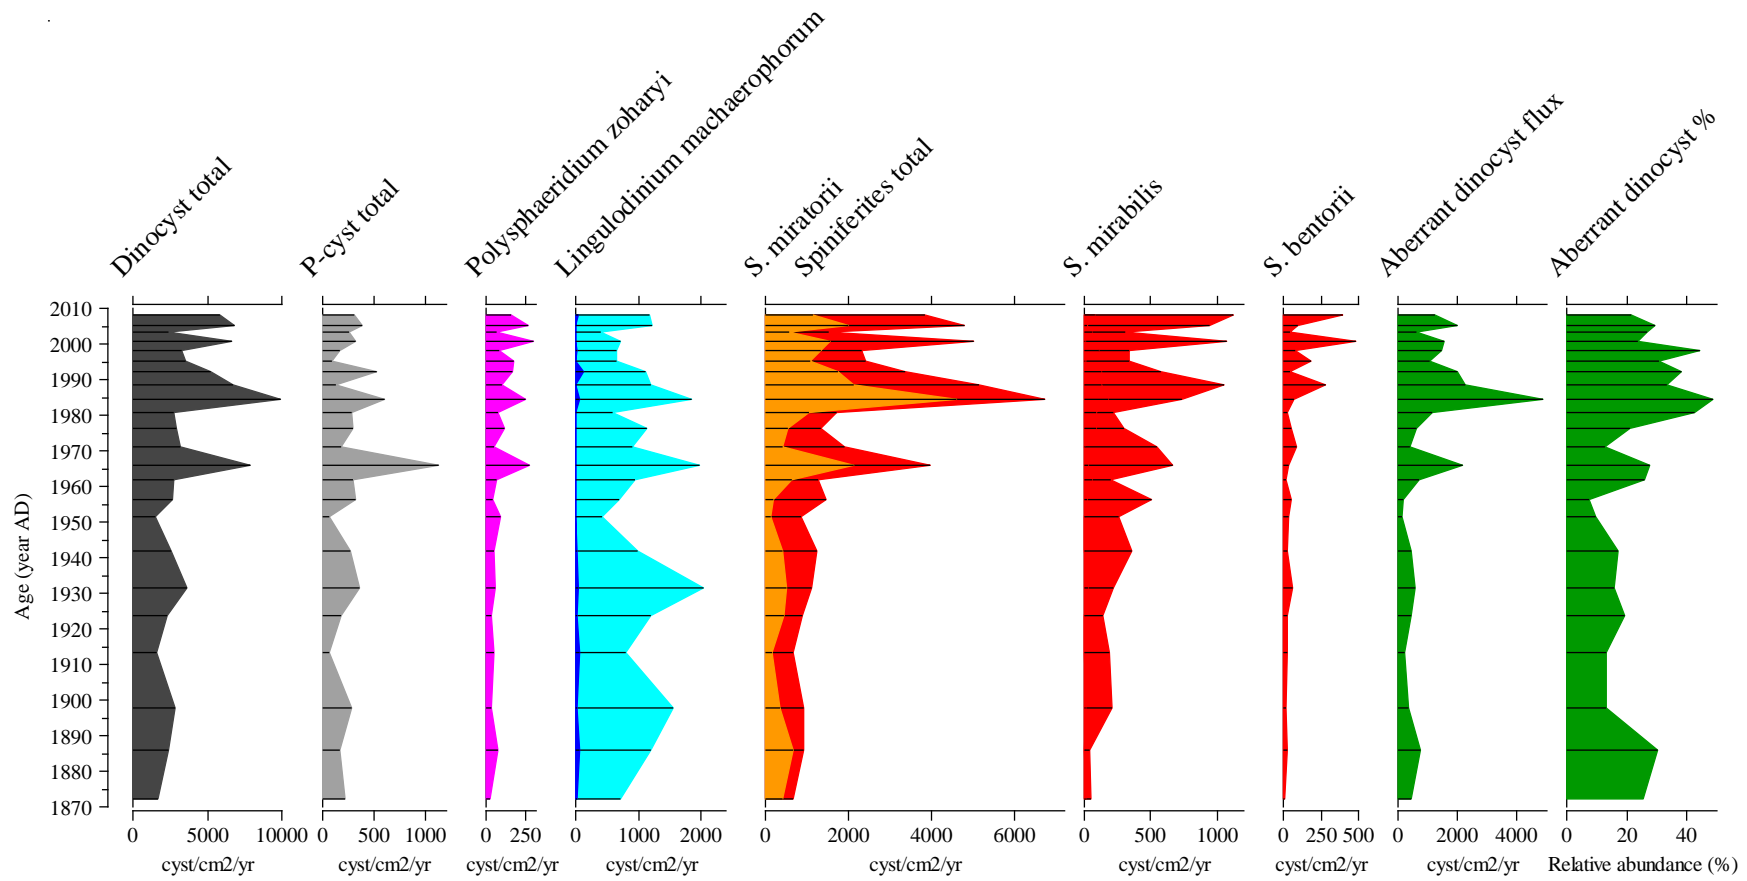 Dinocyst total
P-cyst total
Polysphaeridium zoharyi
Lingulodinium machaerophorum
S. miratorii
Spiniferites total
S. mirabilis
S. bentorii
Aberrant dinocyst flux
Aberrant dinocyst %
Age (year AD)
2010
2000
1990
1980
1970
1960
1950
1940
1930
1920
1910
1900
1890
1880
1870
0 5000 10000 0 500 1000 0 250 0 1000 2000 0 2000 4000 6000 0 500 1000 0 250 500 0 2000 4000 0 20 40
cyst/cm2/yr cyst/cm2/yr cyst/cm2/yr cyst/cm2/yr cyst/cm2/yr cyst/cm2/yr cyst/cm2/yr cyst/cm2/yr Relative abundance (%)